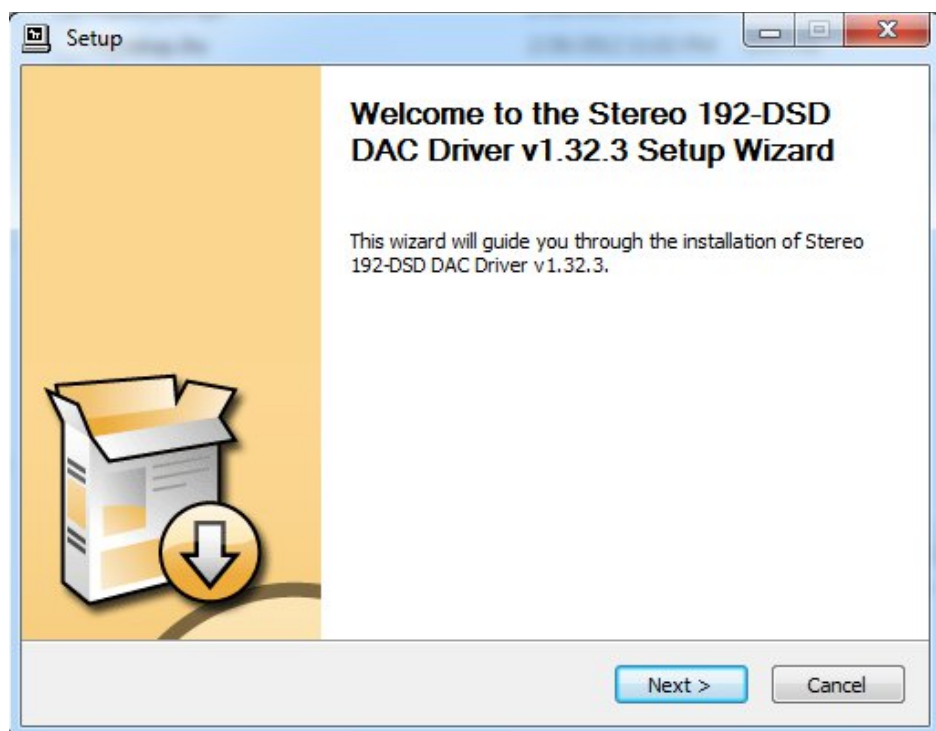 Setup
Welcome to the Stereo 192-DSD
DAC Driver v1.32.3 Setup Wizard
This wizard will guide you through the installation of Stereo
192-DSD DAC Driver v1.32.3.
Next >
Cancel